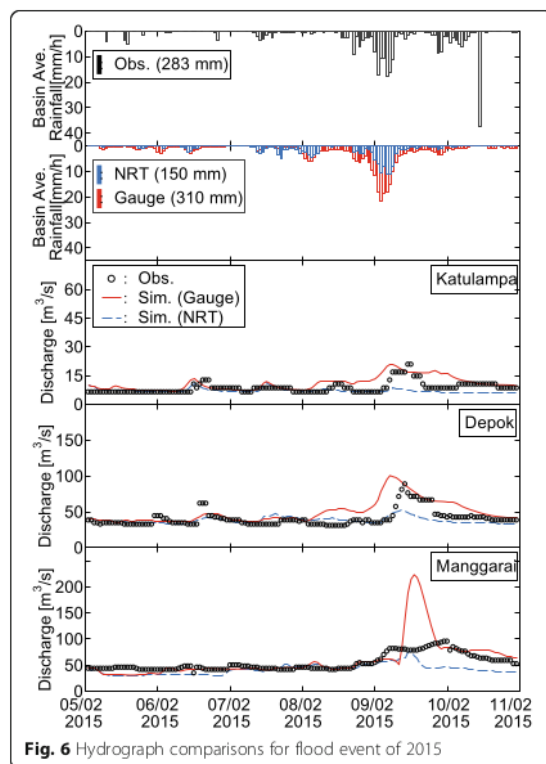 0
10
20
30
40
Basin Ave.
Rainfall[mm/h]
Obs. (283 mm)
0
10
20
30
40
Basin Ave.
Rainfall[mm/h]
NRT (150 mm)
Gauge (310 mm)
Discharge [m³/s]
60
45
30
15
0
: Obs.
: Sim. (Gauge)
: Sim. (NRT)
Katulampa
Discharge [m³/s]
150
100
50
0
Depok
Discharge [m³/s]
200
150
100
50
0
Manggarai
05/02 06/02 07/02 08/02 09/02 10/02 11/02
2015 2015 2015 2015 2015 2015 2015
Fig. 6 Hydrograph comparisons for flood event of 2015